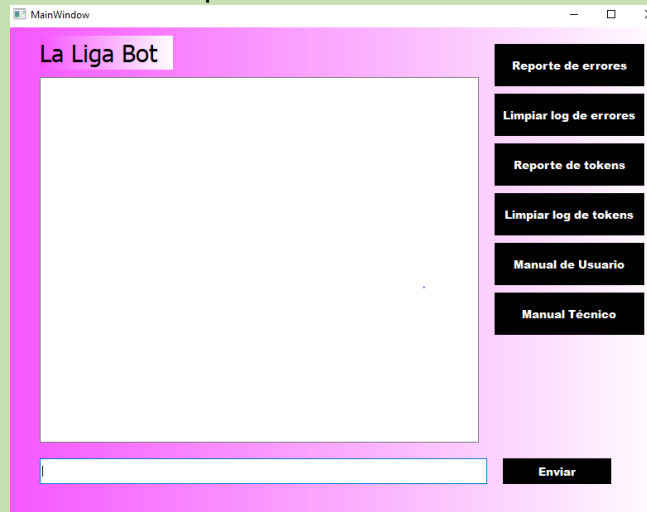 MainWindow
La Liga Bot
Reporte de errores
Limpiar log de errores
Reporte de tokens
Limpiar log de tokens
Manual de Usuario
Manual Técnico
Enviar